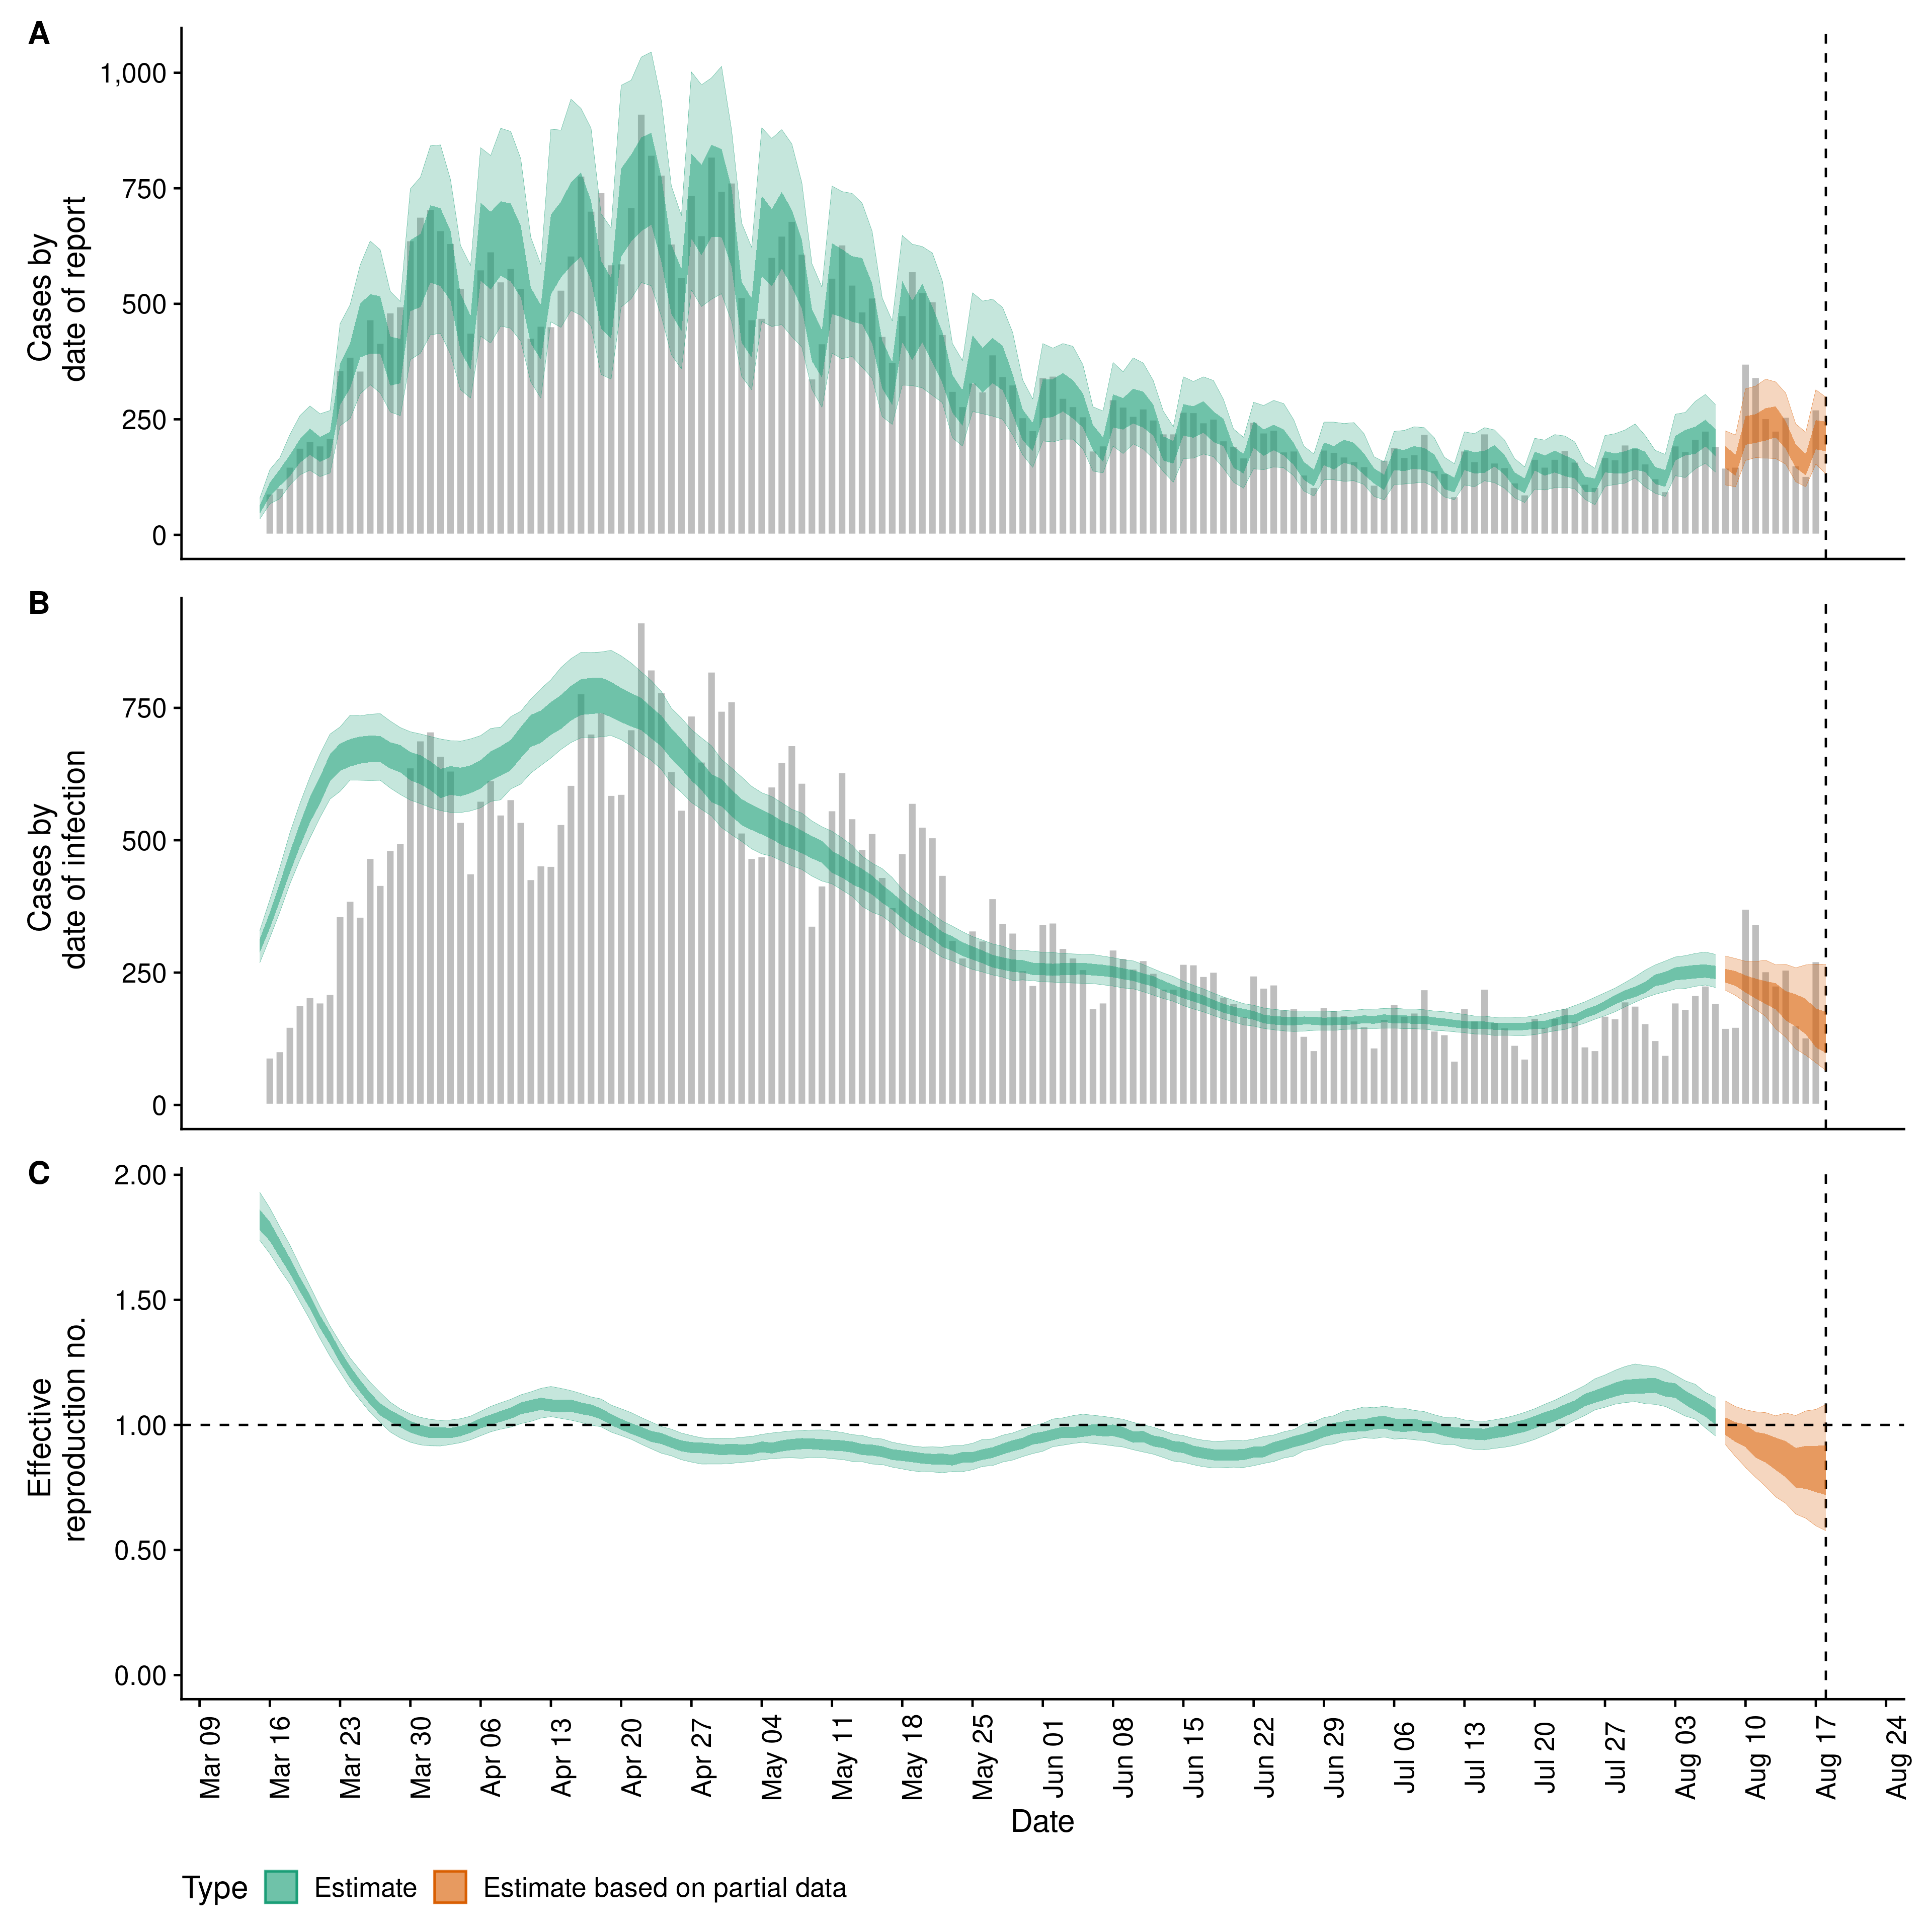 A
Cases by
date of report
1,000
750
500
250
0
B
Cases by
date of infection
750
500
250
0
C
Effective
reproduction no.
2.00
1.50
1.00
0.50
0.00
Mar 09
Mar 16
Mar 23
Mar 30
Apr 06
Apr 13
Apr 20
Apr 27
May 04
May 11
May 18
May 25
Jun 01
Jun 08
Jun 15
Jun 22
Jun 29
Jul 06
Jul 13
Jul 20
Jul 27
Aug 03
Aug 10
Aug 17
Aug 24
Date
Type Estimate Estimate based on partial data